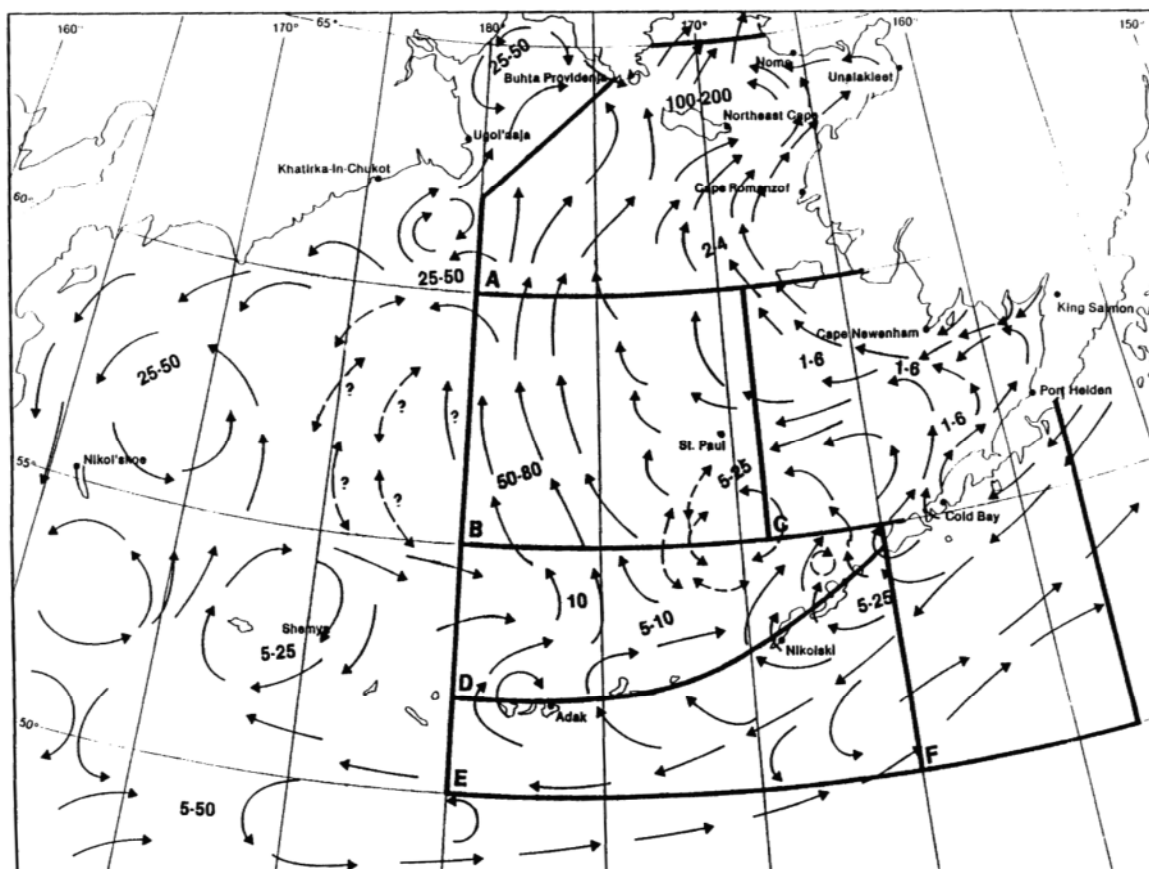 160° 170° 65° 180° 170° 160° 150°
25-50
Buhta Providenja
Nome
Unalakleet
100-200
Northeast Cape
Ugol'naja
Khatirka-In-Chukot
Cape Romanzof
60°
2-4
25-50
A
King Salmon
Cape Newenham
1-6
1-6
25-50
?
?
?
Port Heiden
1-6
St. Paul
55°
Nikol'skoe
50-80
5-25
?
?
B
C
Cold Bay
10
5-10
5-25
Shemya
5-25
Nikolski
D
Adak
50°
E
F
5-50